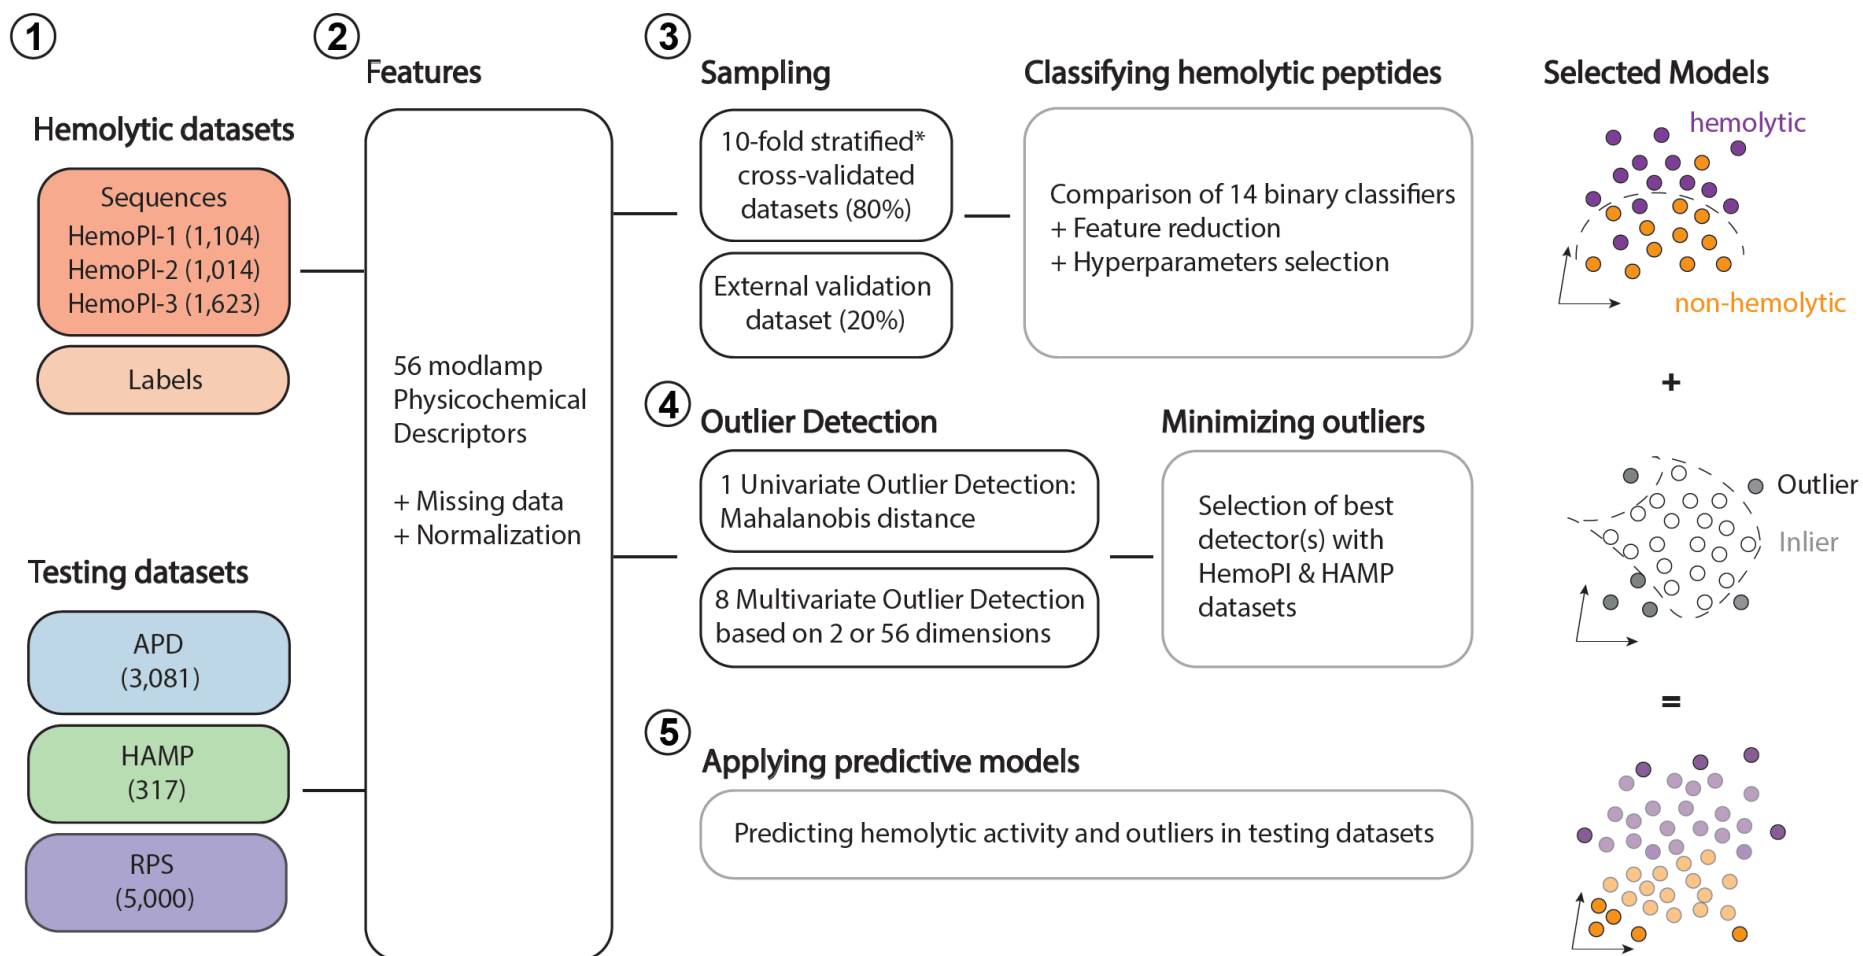 1
Hemolytic datasets
Sequences
HemoPI-1 (1,104)
HemoPI-2 (1,014)
HemoPI-3 (1,623)
Labels
Testing datasets
APD
(3,081)
HAMP
(317)
RPS
(5,000)
2
Features
56 modlamp
Physicochemical
Descriptors
+ Missing data
+ Normalization
3
Sampling
10-fold stratified*
cross-validated
datasets (80%)
External validation
dataset (20%)
Classifying hemolytic peptides
Comparison of 14 binary classifiers
+ Feature reduction
+ Hyperparameters selection
4
Outlier Detection
1 Univariate Outlier Detection:
Mahalanobis distance
8 Multivariate Outlier Detection
based on 2 or 56 dimensions
Minimizing outliers
Selection of best
detector(s) with
HemoPI & HAMP
datasets
5
Applying predictive models
Predicting hemolytic activity and outliers in testing datasets
Selected Models
hemolytic
non-hemolytic
+
Outlier
Inlier
=